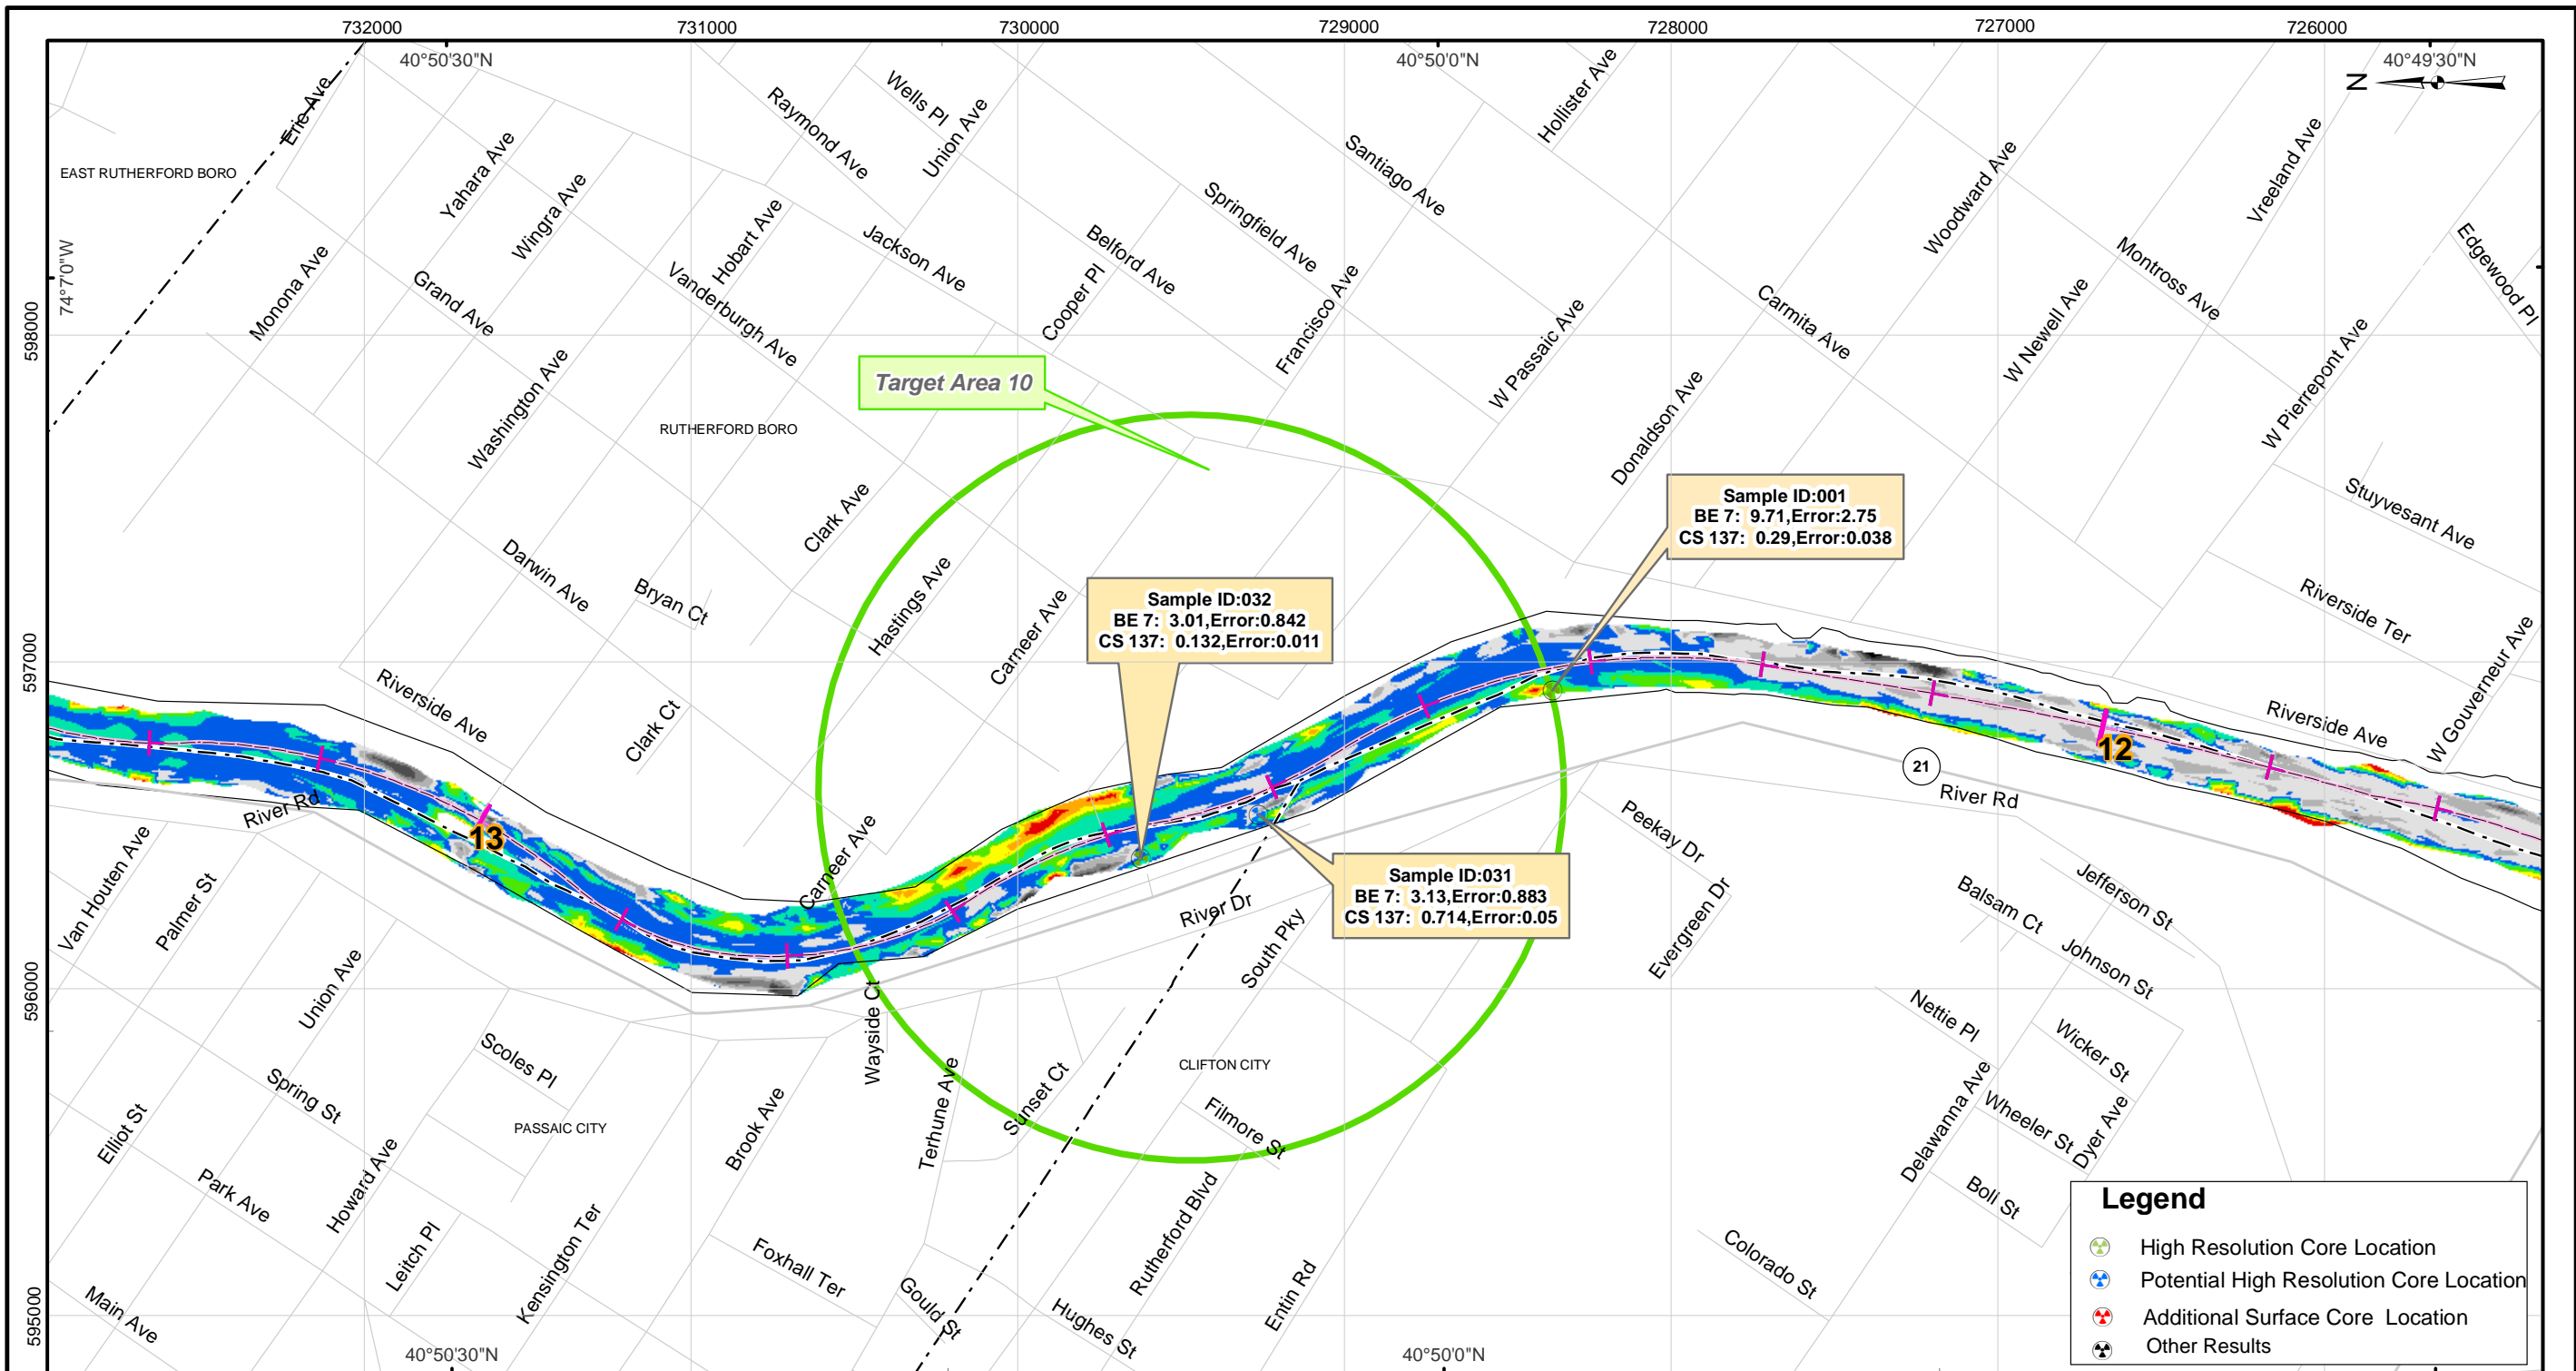 732000
731000
730000
729000
728000
727000
726000
40°50'30"N
40°50'0"N
40°49'30"N
N
Erie Ave
EAST RUTHERFORD BORO
Yahara Ave
Wingra Ave
Raymond Ave
Wells Pl
Union Ave
Hollister Ave
Santiago Ave
Springfield Ave
Woodward Ave
Vreeland Ave
Edgewood Pl
Monona Ave
Grand Ave
Hobart Ave
Vanderburgh Ave
Jackson Ave
Belford Ave
Cooper Pl
Francisco Ave
W Passaic Ave
Carmita Ave
Montross Ave
W Newell Ave
W Pierrepont Ave
74°7'0"W
598000
Washington Ave
Target Area 10
RUTHERFORD BORO
Donaldson Ave
Clark Ave
Stuyvesant Ave
Sample ID:001
BE 7: 9.71,Error:2.75
CS 137: 0.29,Error:0.038
Darwin Ave
Bryan Ct
Hastings Ave
Carneer Ave
Sample ID:032
BE 7: 3.01,Error:0.842
CS 137: 0.132,Error:0.011
Riverside Ter
W Gouverneur Ave
597000
Riverside Ave
Clark Ct
Riverside Ave
12
21
River Rd
River Rd
13
Carneer Ave
Peekay Dr
Van Houten Ave
Palmer St
River Dr
South Pky
Sample ID:031
BE 7: 3.13,Error:0.883
CS 137: 0.714,Error:0.05
Evergreen Dr
Balsam Ct
Jefferson St
Johnson St
596000
Union Ave
Wayside Ct
Nettie Pl
Wicker St
Scoles Pl
Spring St
Elliot St
PASSAIC CITY
Brook Ave
Terhune Ave
Sunset Ct
CLIFTON CITY
Filmore St
Delawanna Ave
Wheeler St
Dyer Ave
Boll St
Park Ave
Howard Ave
Leitch Pl
Kensington Ter
Foxhall Ter
Gould St
Hughes St
Rutherford Blvd
Entin Rd
Colorado St
595000
Main Ave
40°50'30"N
40°50'0"N
Legend
High Resolution Core Location
Potential High Resolution Core Location
Additional Surface Core Location
Other Results